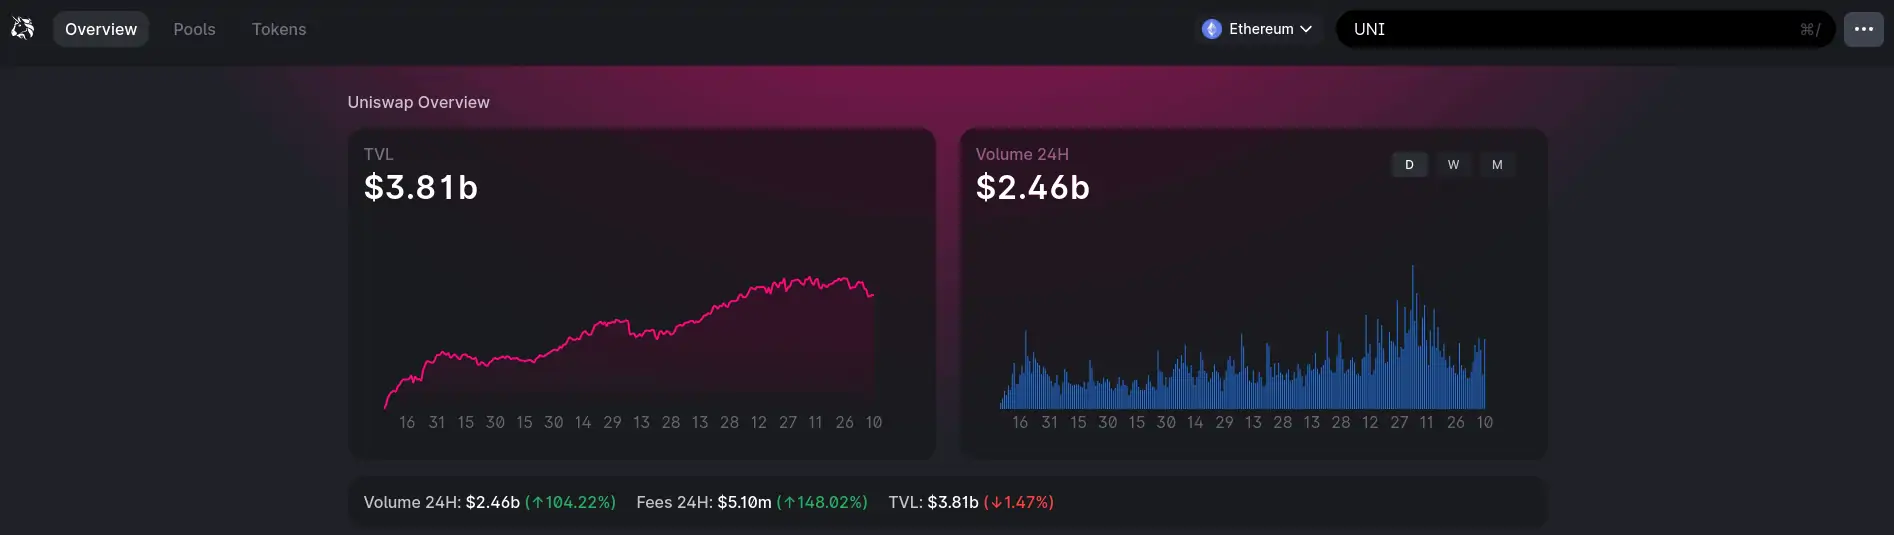 Overview Pools Tokens Ethereum UNI ⌘/
Uniswap Overview
TVL
$3.81b
16 31 15 30 15 30 14 29 13 28 13 28 12 27 11 26 10
Volume 24H
$2.46b
D W M
16 31 15 30 15 30 14 29 13 28 13 28 12 27 11 26 10
Volume 24H: $2.46b (↑104.22%) Fees 24H: $5.10m (↑148.02%) TVL: $3.81b (↓1.47%)